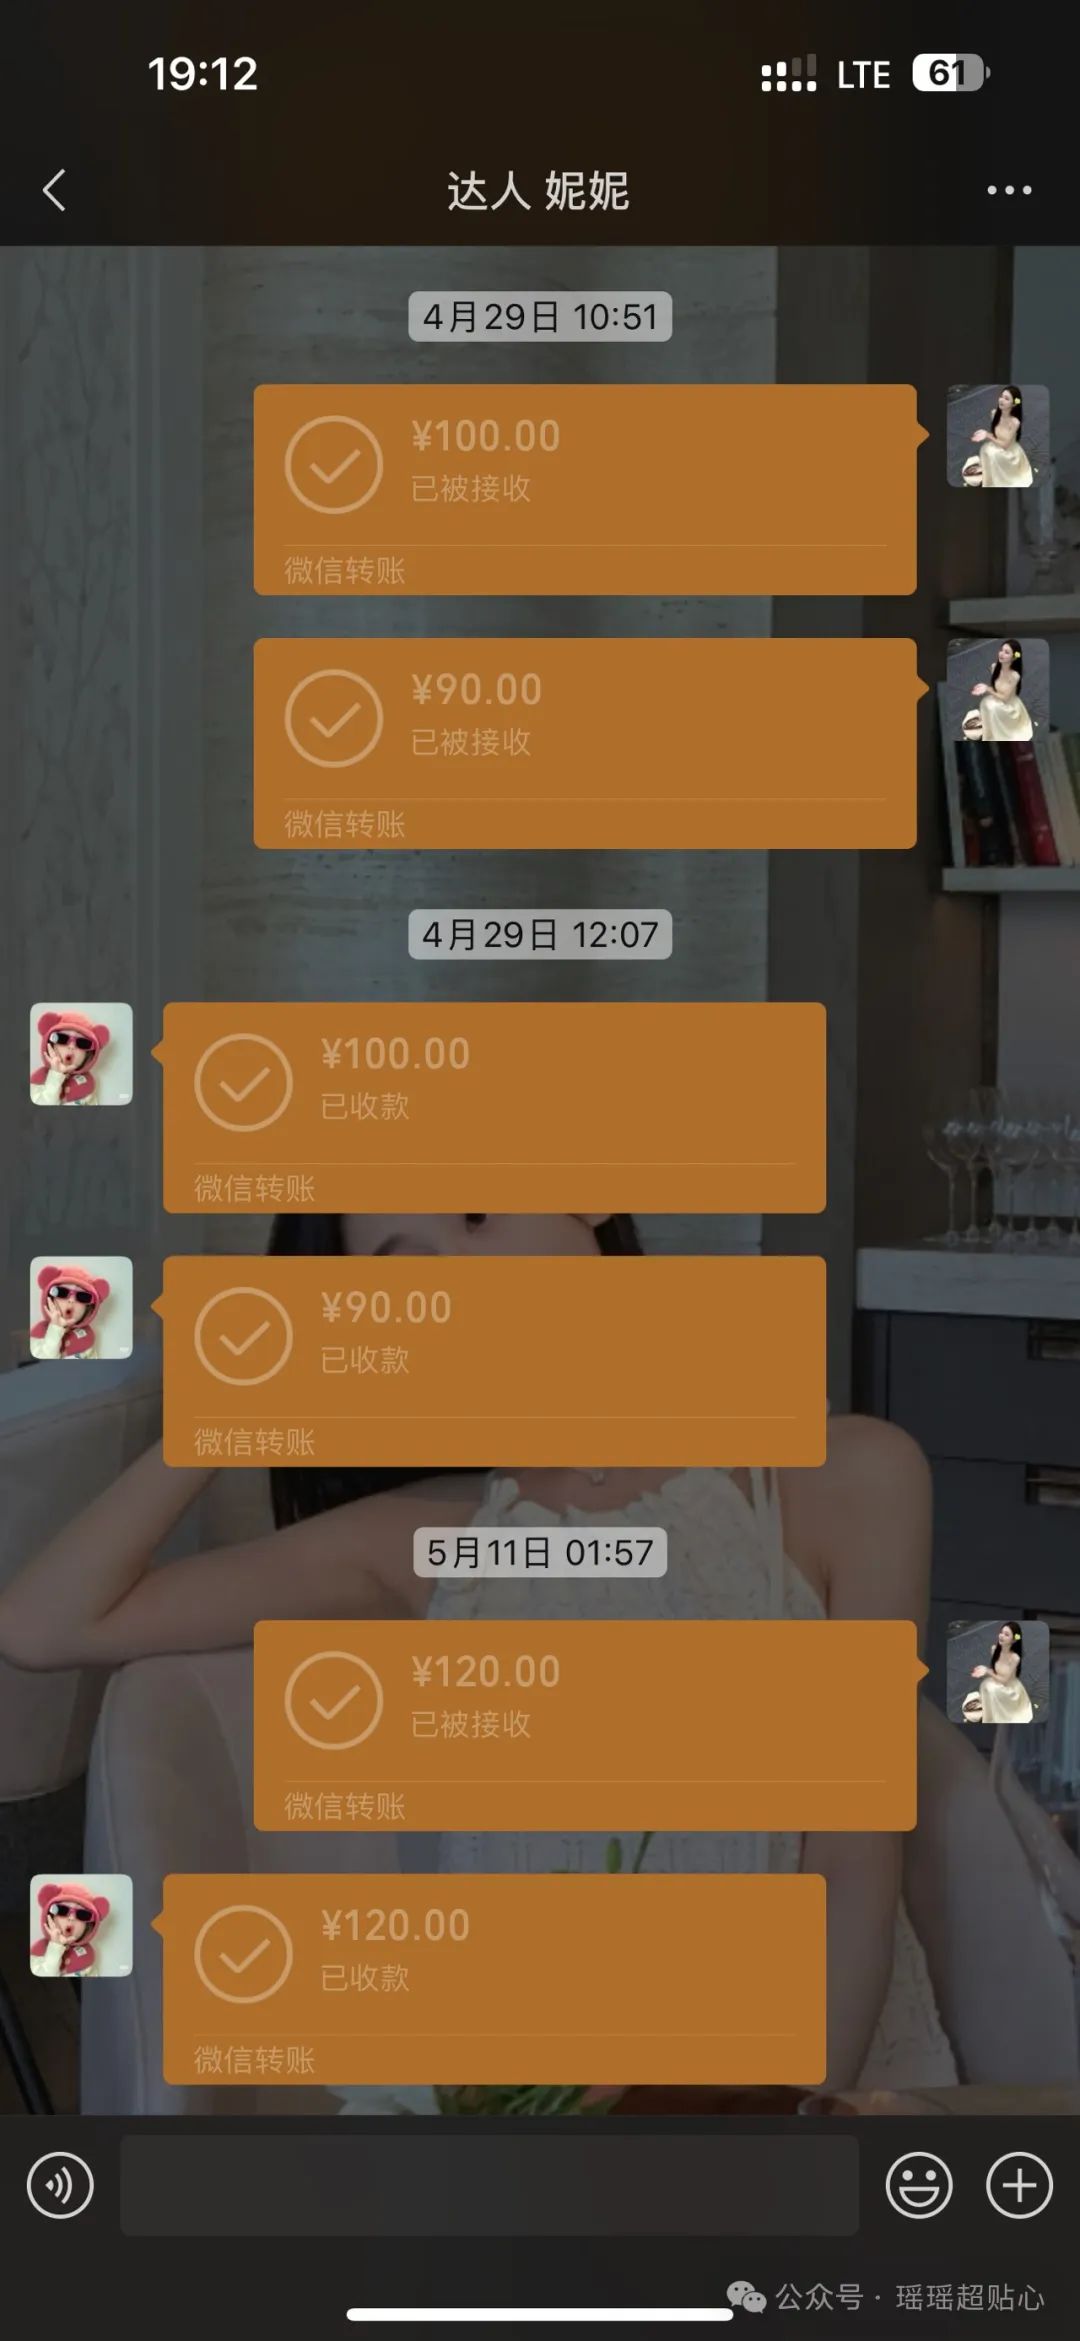 19:12
LTE 61
达人 妮妮
4月29日 10:51
¥100.00
已被接收
微信转账
¥90.00
已被接收
微信转账
4月29日 12:07
¥100.00
已收款
微信转账
¥90.00
已收款
微信转账
5月11日 01:57
¥120.00
已被接收
微信转账
¥120.00
已收款
微信转账
公众号 · 瑶瑶超贴心